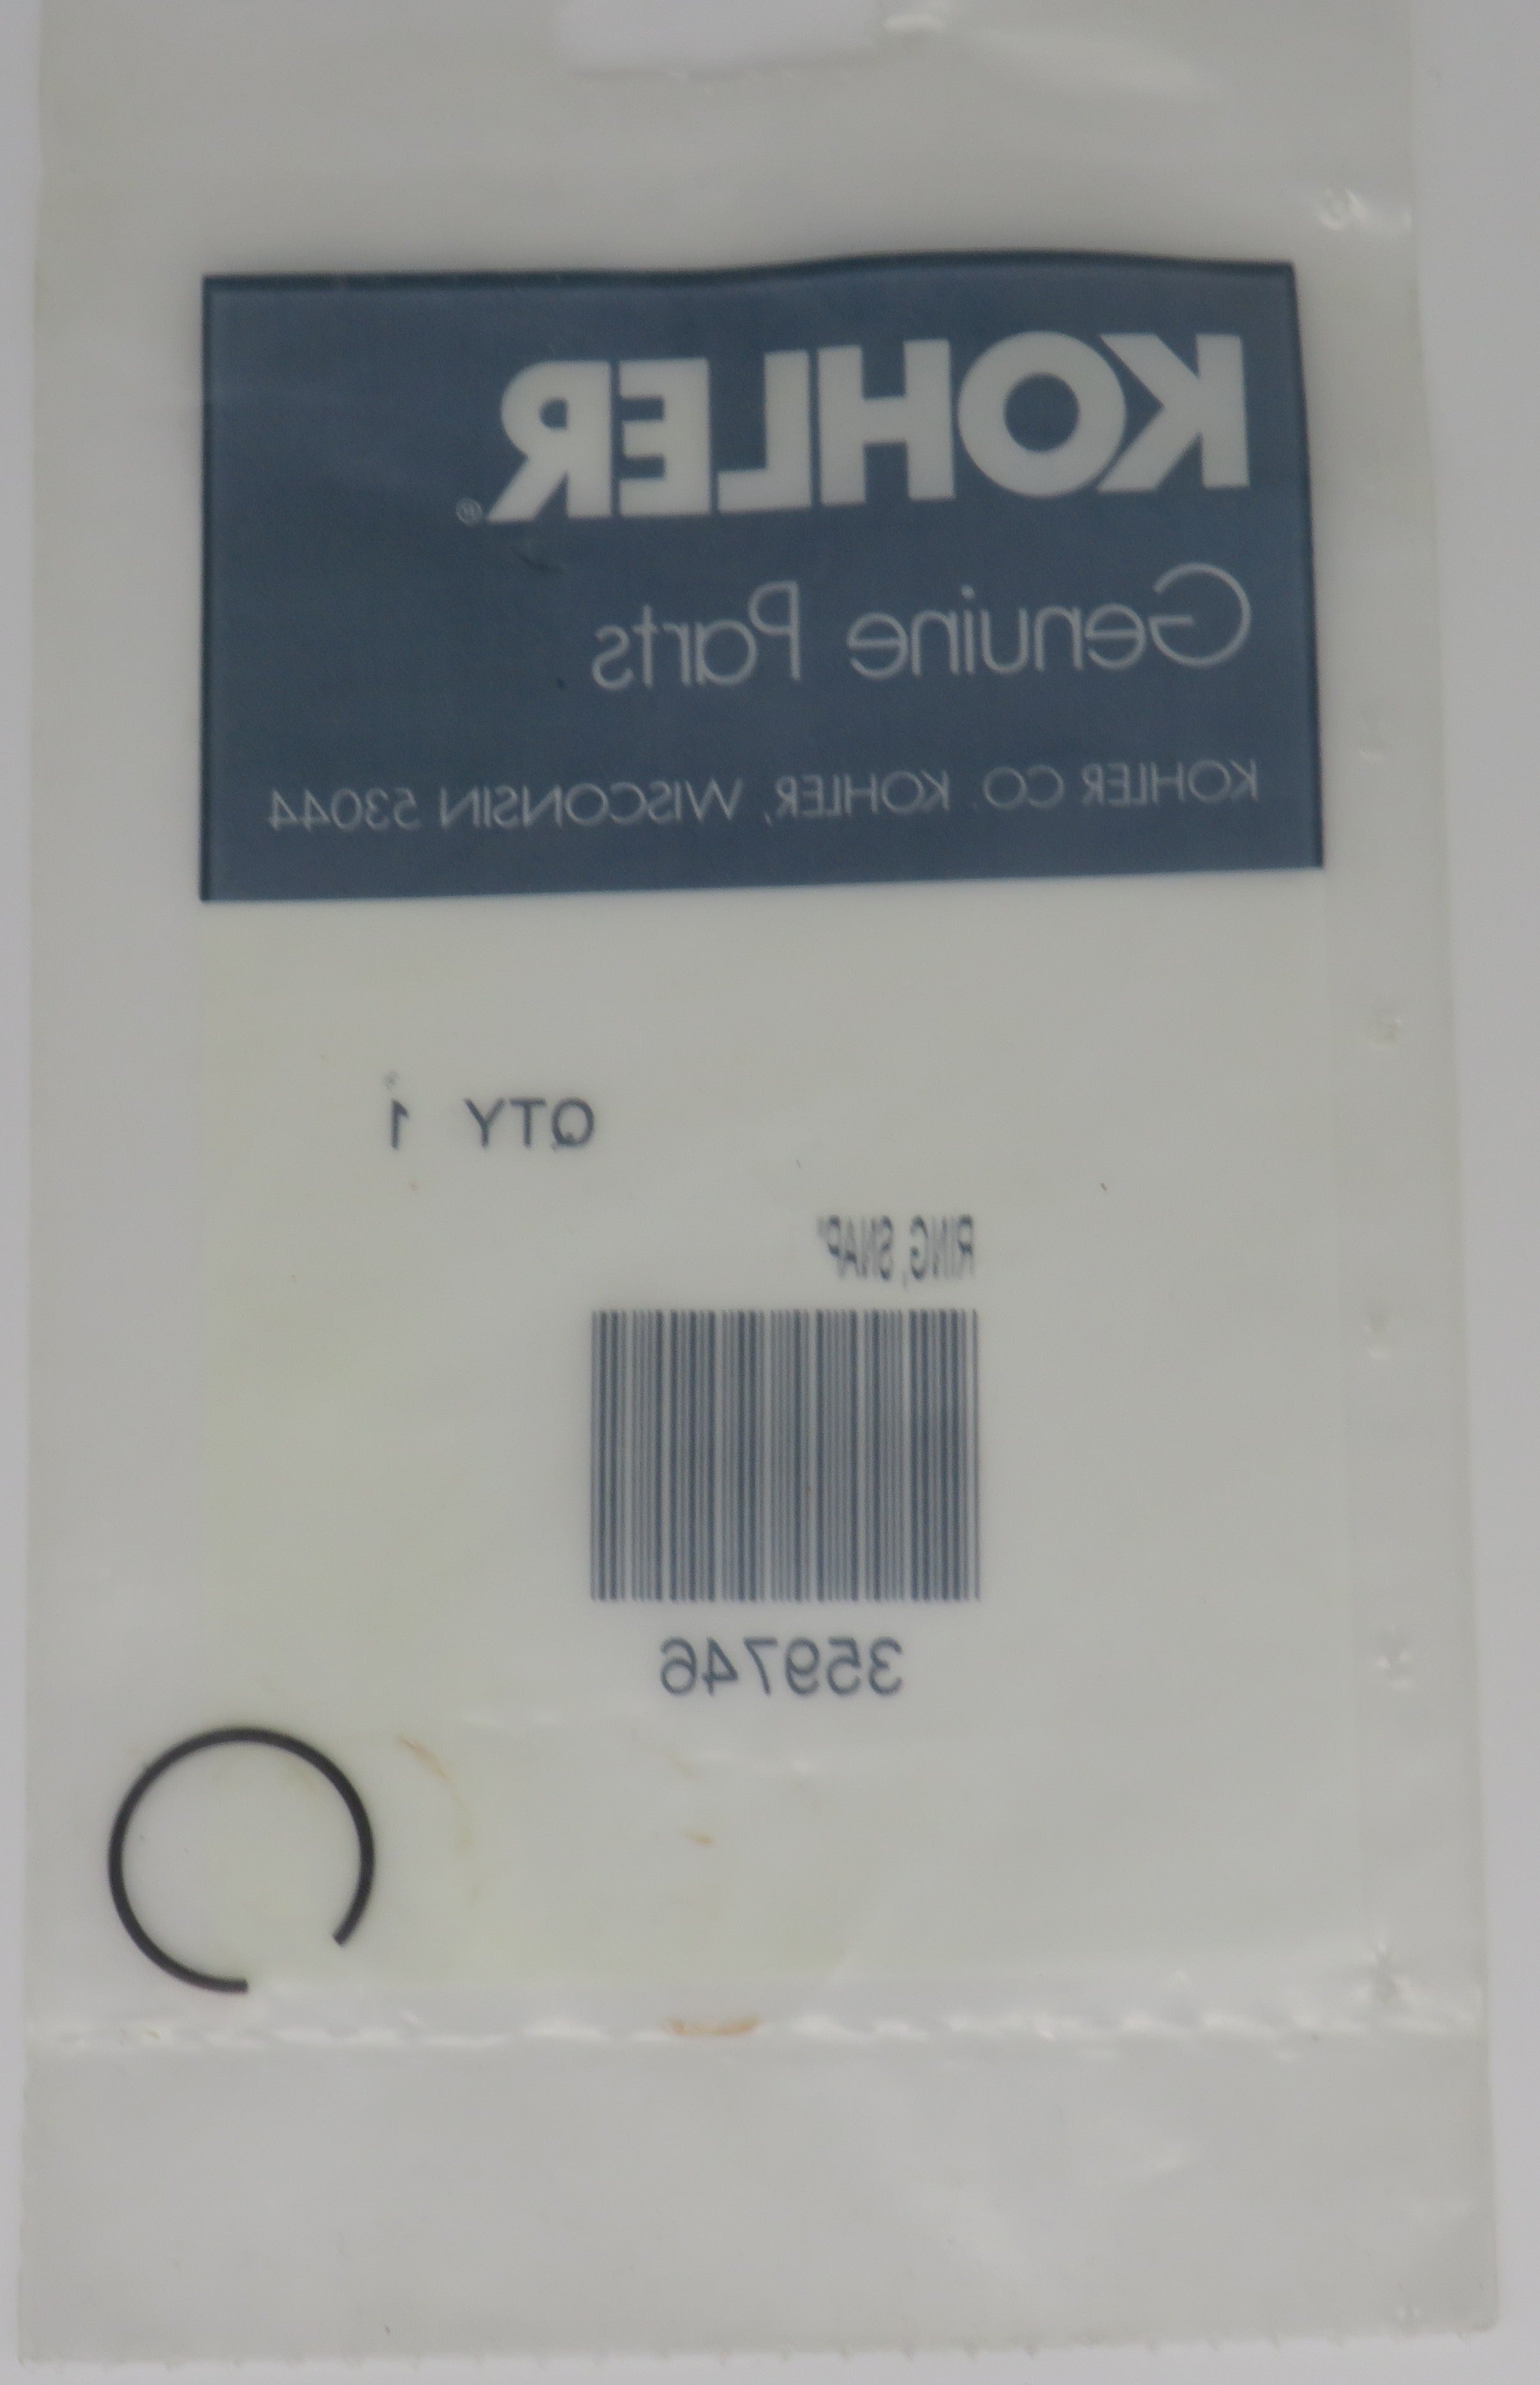 KOHLER®
Genuine Parts
KOHLER CO. KOHLER, WISCONSIN 53044
QTY 1
RING, SNAP
359746